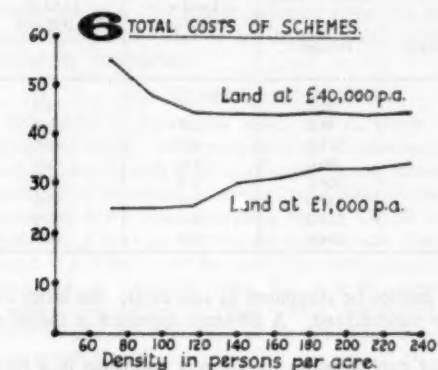 6 TOTAL COSTS OF SCHEMES.
60
50
Land at £40,000 p.a.
40
30
Land at £1,000 p.a.
20
10
40 60 80 100 120 140 160 180 200 220 240
Density in persons per acre.